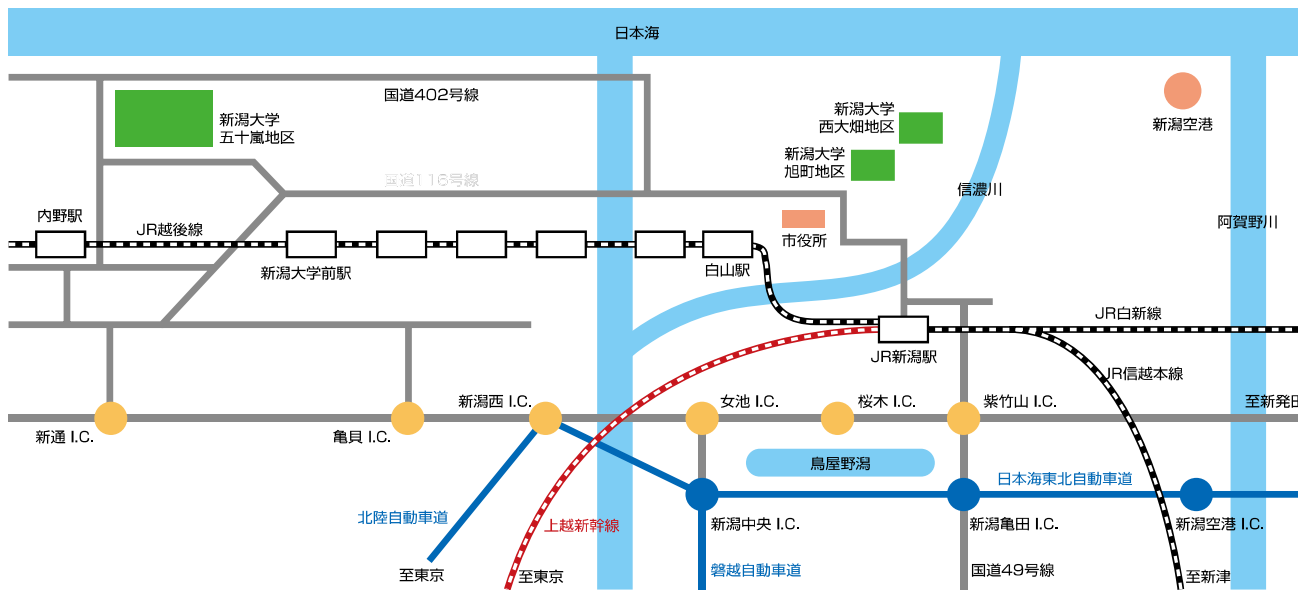 日本海
国道402号線
新潟大学
五十嵐地区
新潟大学
西大畑地区
新潟大学
旭町地区
新潟空港
国道116号線
信濃川
内野駅
JR越後線
市役所
阿賀野川
新潟大学前駅
白山駅
JR白新線
JR新潟駅
JR信越本線
新潟西 I.C.
女池 I.C.
桜木 I.C.
紫竹山 I.C.
至新発田
新通 I.C.
亀貝 I.C.
鳥屋野潟
日本海東北自動車道
北陸自動車道
上越新幹線
新潟中央 I.C.
新潟亀田 I.C.
新潟空港 I.C.
至東京
至東京
磐越自動車道
国道49号線
至新津